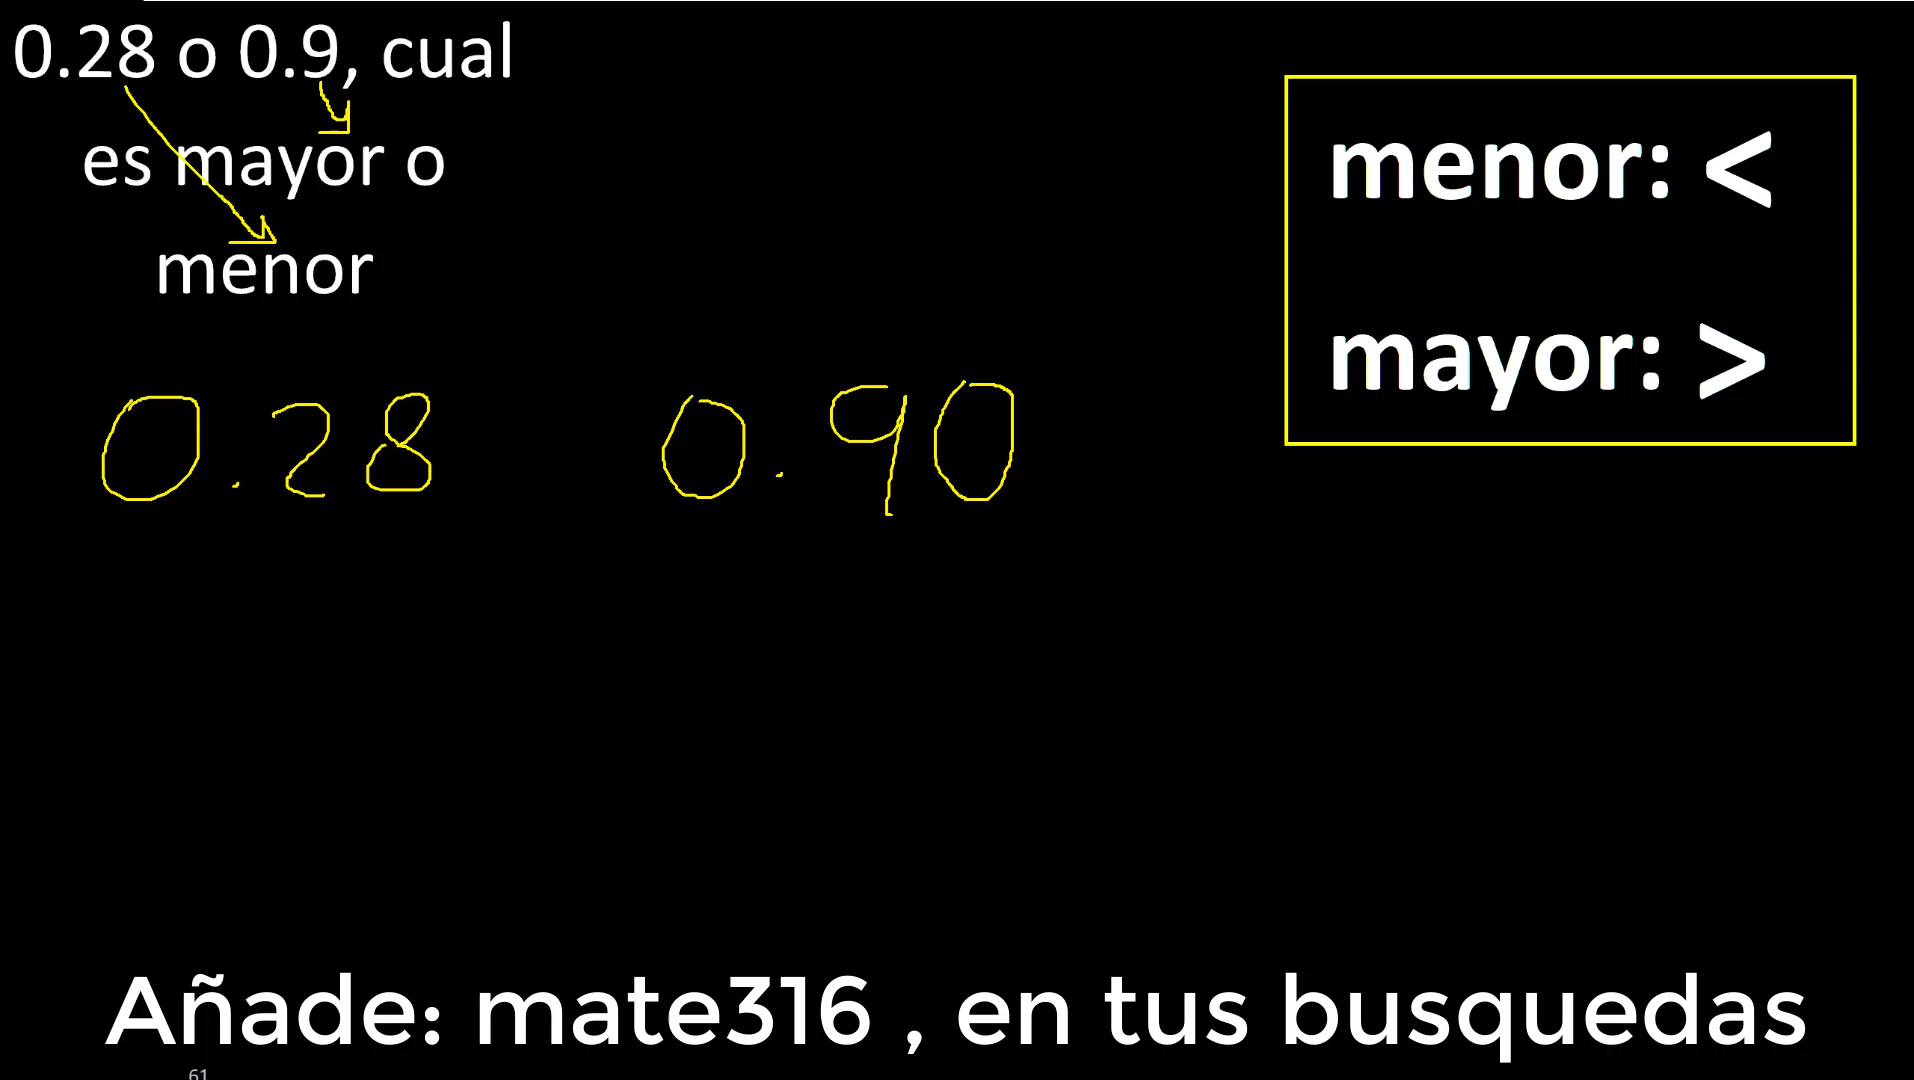 0.28 o 0.9, cual
es mayor o
menor
menor: <
mayor: >
0.28 0.90
Añade: mate316 , en tus busquedas
61